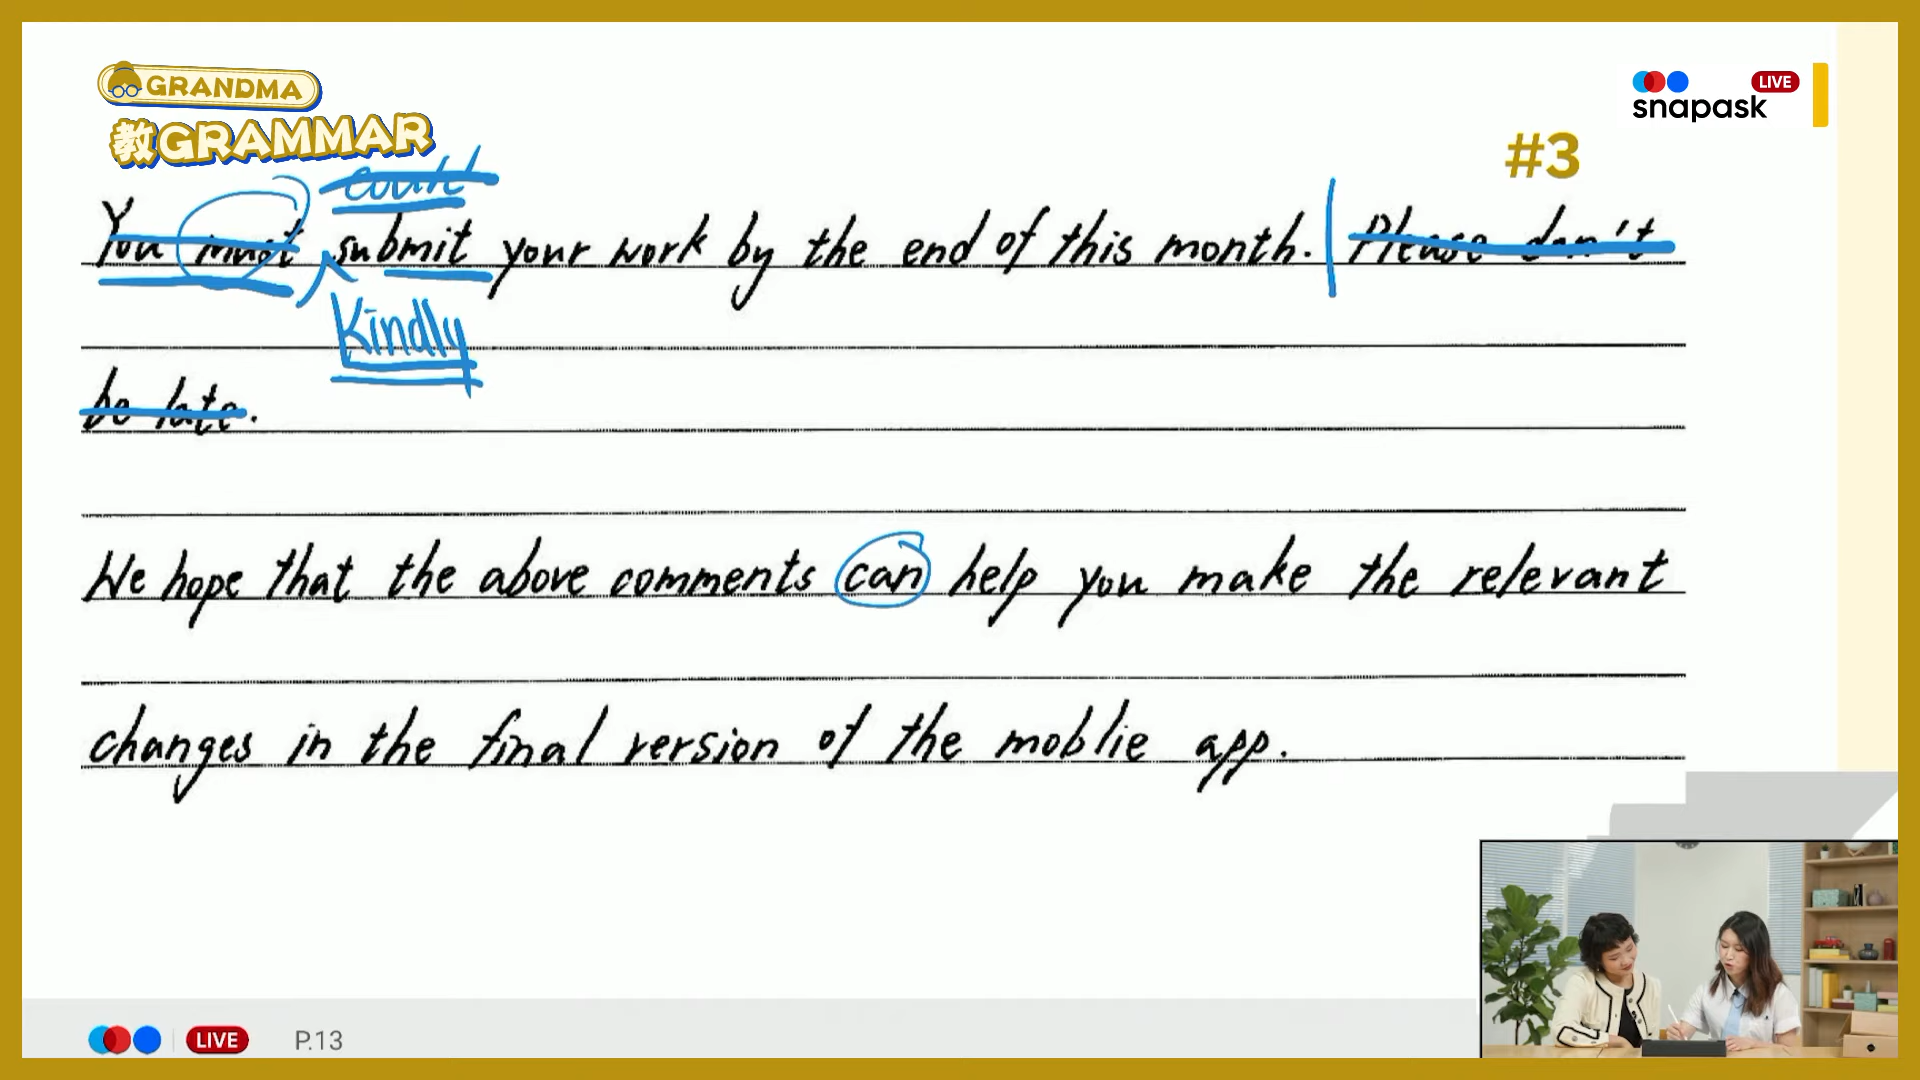 GRANDMA
教GRAMMAR
LIVE
snapask
#3
could
You must submit your work by the end of this month. Please don't
Kindly
be late.
We hope that the above comments can help you make the relevant
changes in the final version of the moblie app.
LIVE P.13